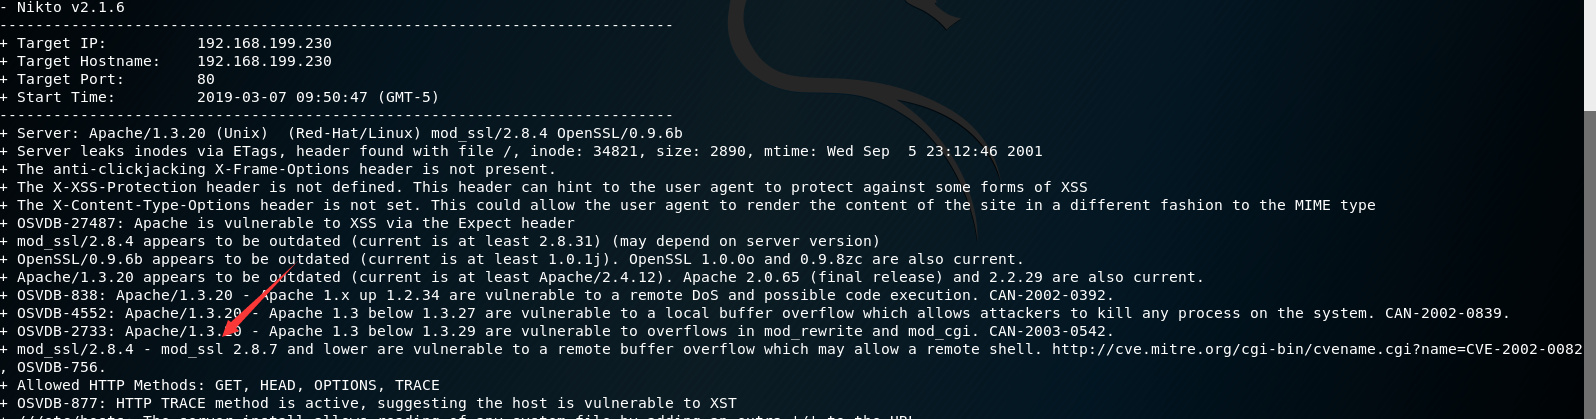 - Nikto v2.1.6
---------------------------------------------------------------------------
+ Target IP:          192.168.199.230
+ Target Hostname:    192.168.199.230
+ Target Port:        80
+ Start Time:         2019-03-07 09:50:47 (GMT-5)
---------------------------------------------------------------------------
+ Server: Apache/1.3.20 (Unix)  (Red-Hat/Linux) mod_ssl/2.8.4 OpenSSL/0.9.6b
+ Server leaks inodes via ETags, header found with file /, inode: 34821, size: 2890, mtime: Wed Sep  5 23:12:46 2001
+ The anti-clickjacking X-Frame-Options header is not present.
+ The X-XSS-Protection header is not defined. This header can hint to the user agent to protect against some forms of XSS
+ The X-Content-Type-Options header is not set. This could allow the user agent to render the content of the site in a different fashion to the MIME type
+ OSVDB-27487: Apache is vulnerable to XSS via the Expect header
+ mod_ssl/2.8.4 appears to be outdated (current is at least 2.8.31) (may depend on server version)
+ OpenSSL/0.9.6b appears to be outdated (current is at least 1.0.1j). OpenSSL 1.0.0o and 0.9.8zc are also current.
+ Apache/1.3.20 appears to be outdated (current is at least Apache/2.4.12). Apache 2.0.65 (final release) and 2.2.29 are also current.
+ OSVDB-838: Apache/1.3.20 - Apache 1.x up 1.2.34 are vulnerable to a remote DoS and possible code execution. CAN-2002-0392.
+ OSVDB-4552: Apache/1.3.20 - Apache 1.3 below 1.3.27 are vulnerable to a local buffer overflow which allows attackers to kill any process on the system. CAN-2002-0839.
+ OSVDB-2733: Apache/1.3.20 - Apache 1.3 below 1.3.29 are vulnerable to overflows in mod_rewrite and mod_cgi. CAN-2003-0542.
+ mod_ssl/2.8.4 - mod_ssl 2.8.7 and lower are vulnerable to a remote buffer overflow which may allow a remote shell. http://cve.mitre.org/cgi-bin/cvename.cgi?name=CVE-2002-0082
, OSVDB-756.
+ Allowed HTTP Methods: GET, HEAD, OPTIONS, TRACE
+ OSVDB-877: HTTP TRACE method is active, suggesting the host is vulnerable to XST
+ ///etc/hosts: The server install allows reading of any system file by adding an extra '/' to the URL.